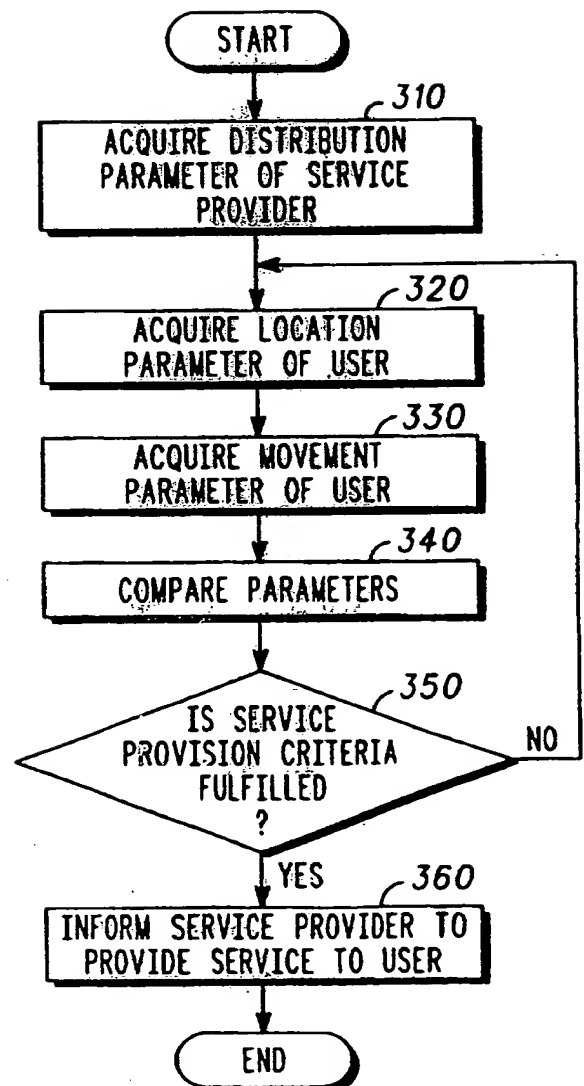 START
310
ACQUIRE DISTRIBUTION
PARAMETER OF SERVICE
PROVIDER
320
ACQUIRE LOCATION
PARAMETER OF USER
330
ACQUIRE MOVEMENT
PARAMETER OF USER
340
COMPARE PARAMETERS
350
IS SERVICE
PROVISION CRITERIA
FULFILLED
?
NO
YES
360
INFORM SERVICE PROVIDER TO
PROVIDE SERVICE TO USER
END